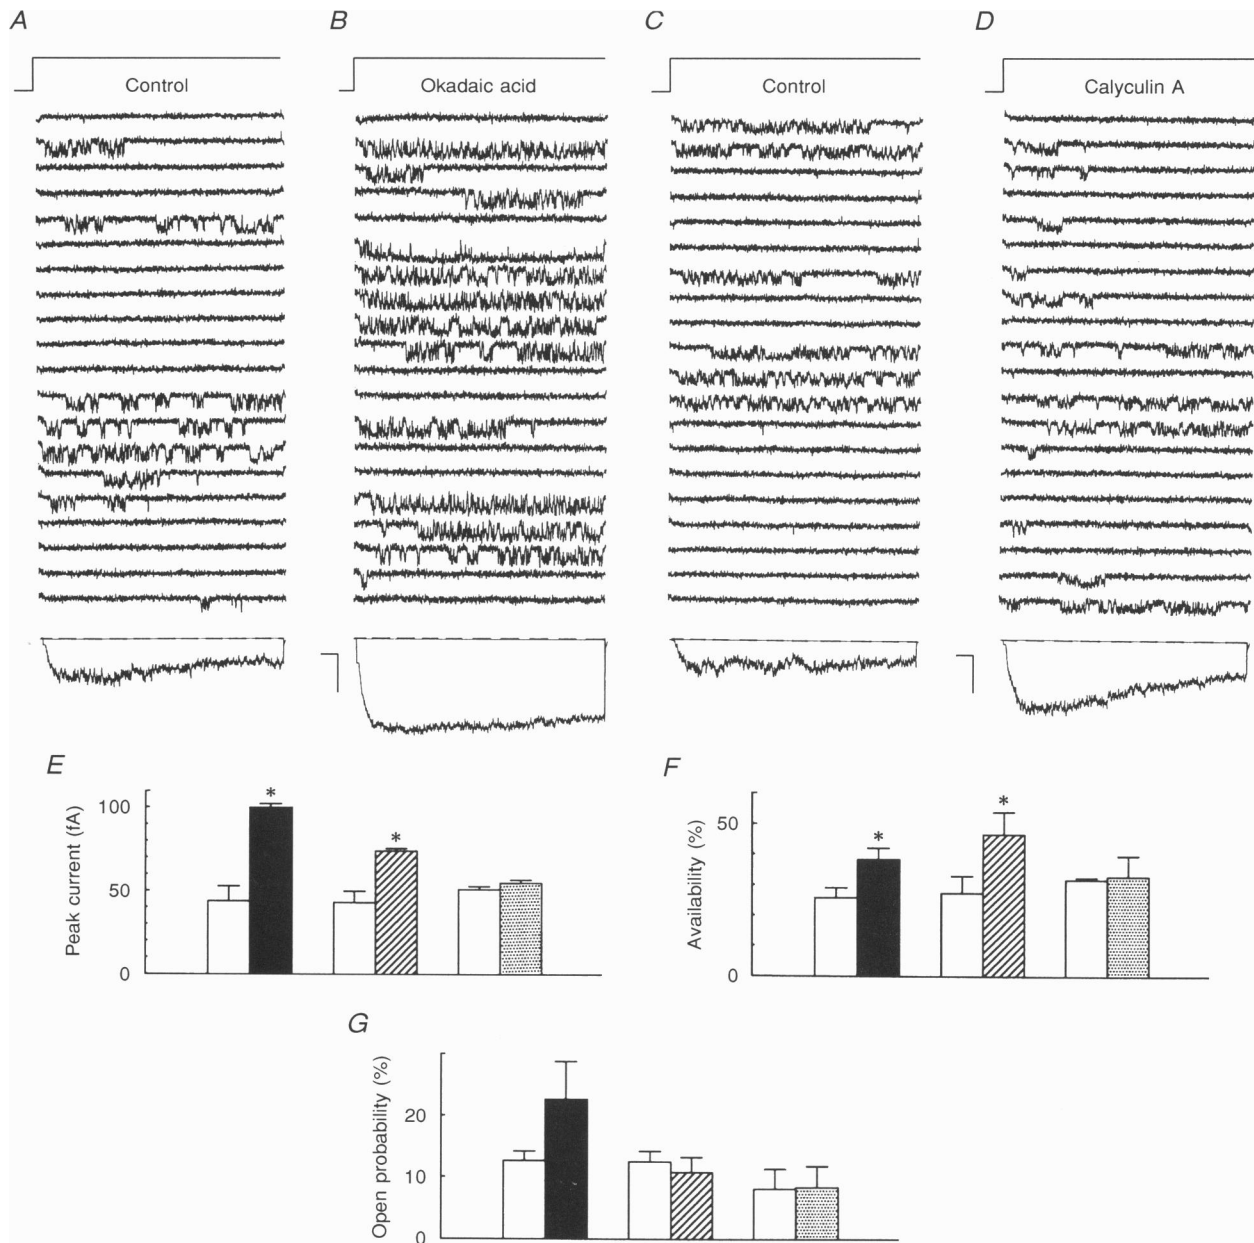 A
B
C
D
Control
Okadaic acid
Control
Calyculin A
E
Peak current (fA)
100
50
0
*
*
F
Availability (%)
50
0
*
*
G
Open probability (%)
20
10
0